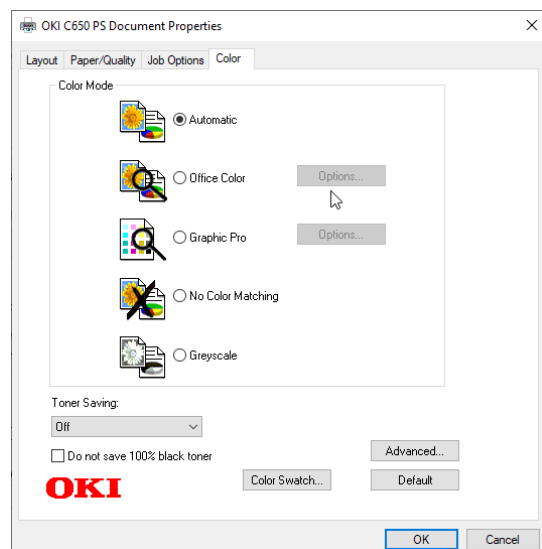 OKI C650 PS Document Properties
Layout Paper/Quality Job Options Color
Color Mode
Automatic
Office Color Options...
Graphic Pro Options...
No Color Matching
Greyscale
Toner Saving:
Off
Do not save 100% black toner Advanced...
OKI Color Swatch... Default
OK Cancel